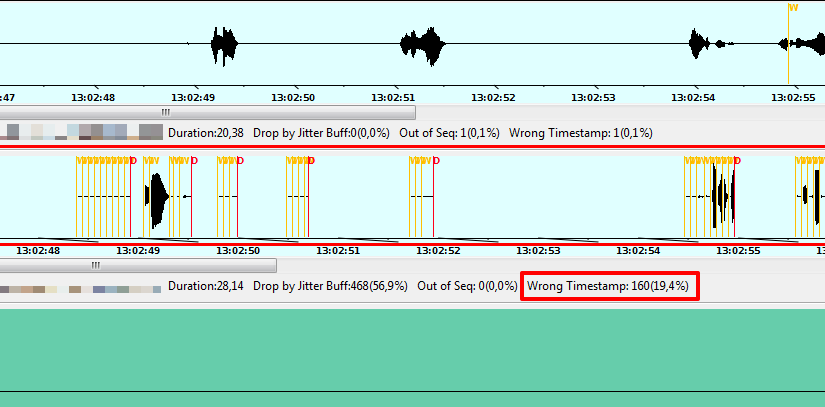 W
:47 13:02:48 13:02:49 13:02:50 13:02:51 13:02:52 13:02:53 13:02:54 13:02:55
Duration:20,38 Drop by Jitter Buff:0(0,0%) Out of Seq: 1(0,1%) Wrong Timestamp: 1(0,1%)
D D D D D D
13:02:48 13:02:49 13:02:50 13:02:51 13:02:52 13:02:53 13:02:54 13:02:55
Duration:28,14 Drop by Jitter Buff:468(56,9%) Out of Seq: 0(0,0%) Wrong Timestamp: 160(19,4%)